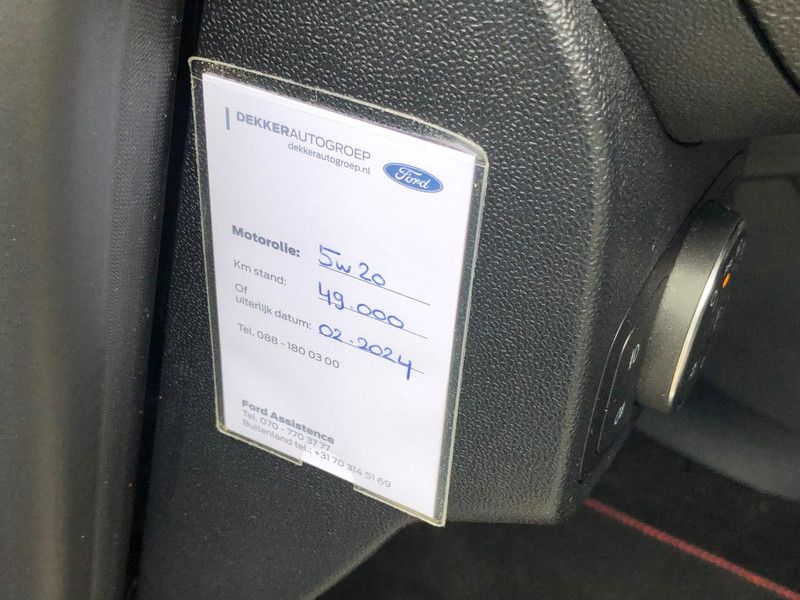 DEKKERAUTOGROEP
dekkerautogroep.nl
Ford
Motorolie: 5w20
Km stand: 49.000
Of
uiterlijk datum: 02.2024
Tel. 088 - 180 03 00
Ford Assistence
Tel. 070 - 770 37 77
Buitenland tel.: +31 70 314 51 69